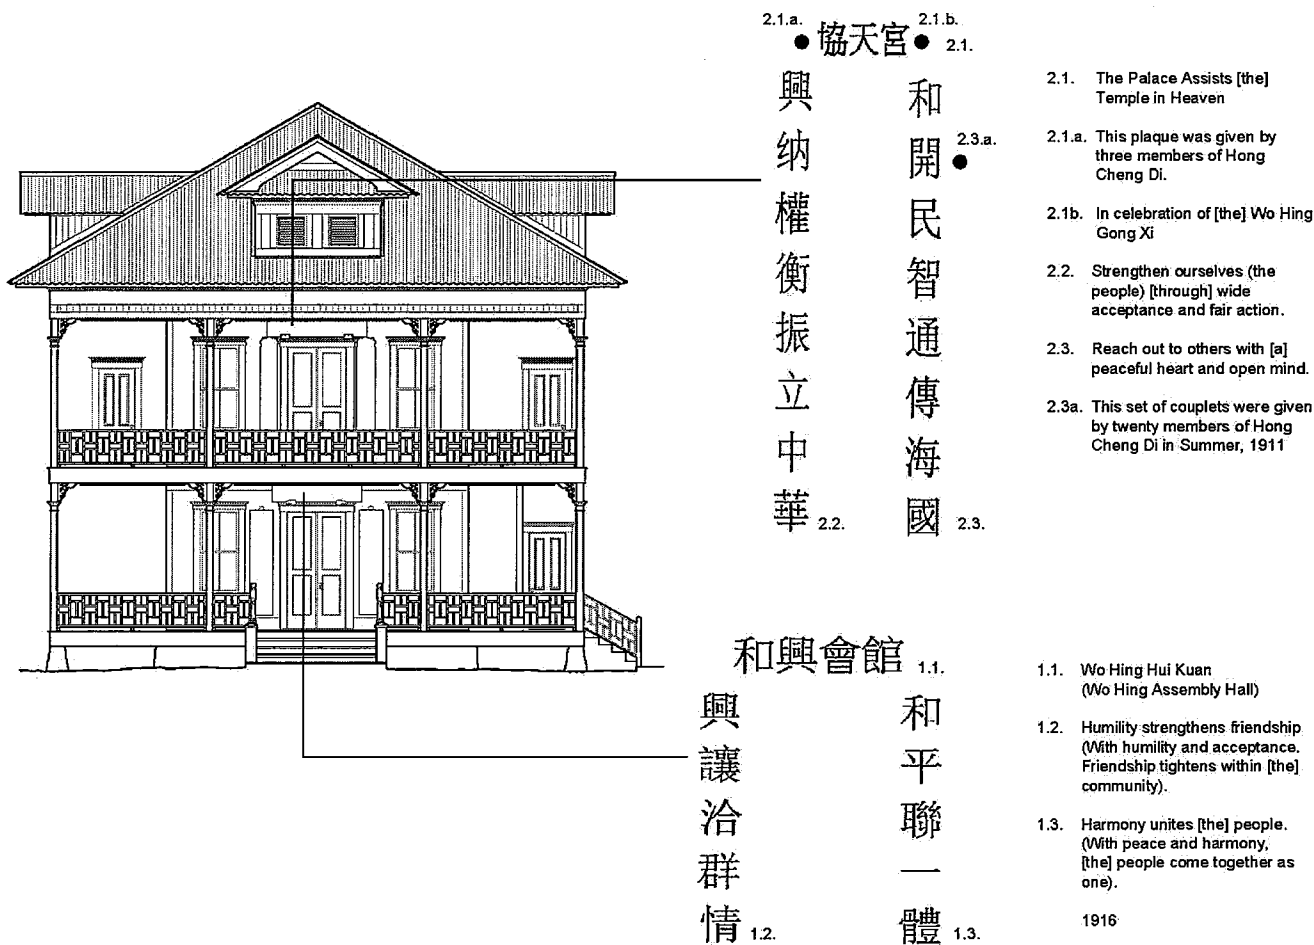 2.1.a.
2.1.b.
協天宮
2.1.
興納權衡振立中華
2.2.
和開民智通傳海國
2.3.a.
2.3.
2.1. The Palace Assists [the]
Temple in Heaven
2.1.a. This plaque was given by
three members of Hong
Cheng Di.
2.1b. In celebration of [the] Wo Hing
Gong Xi
2.2. Strengthen ourselves (the
people) [through] wide
acceptance and fair action.
2.3. Reach out to others with [a]
peaceful heart and open mind.
2.3a. This set of couplets were given
by twenty members of Hong
Cheng Di in Summer, 1911
和興會館
1.1.
興讓洽群情
1.2.
和平聯一體
1.3.
1.1. Wo Hing Hui Kuan
(Wo Hing Assembly Hall)
1.2. Humility strengthens friendship
(With humility and acceptance.
Friendship tightens within [the]
community).
1.3. Harmony unites [the] people.
(With peace and harmony,
[the] people come together as
one).
1916